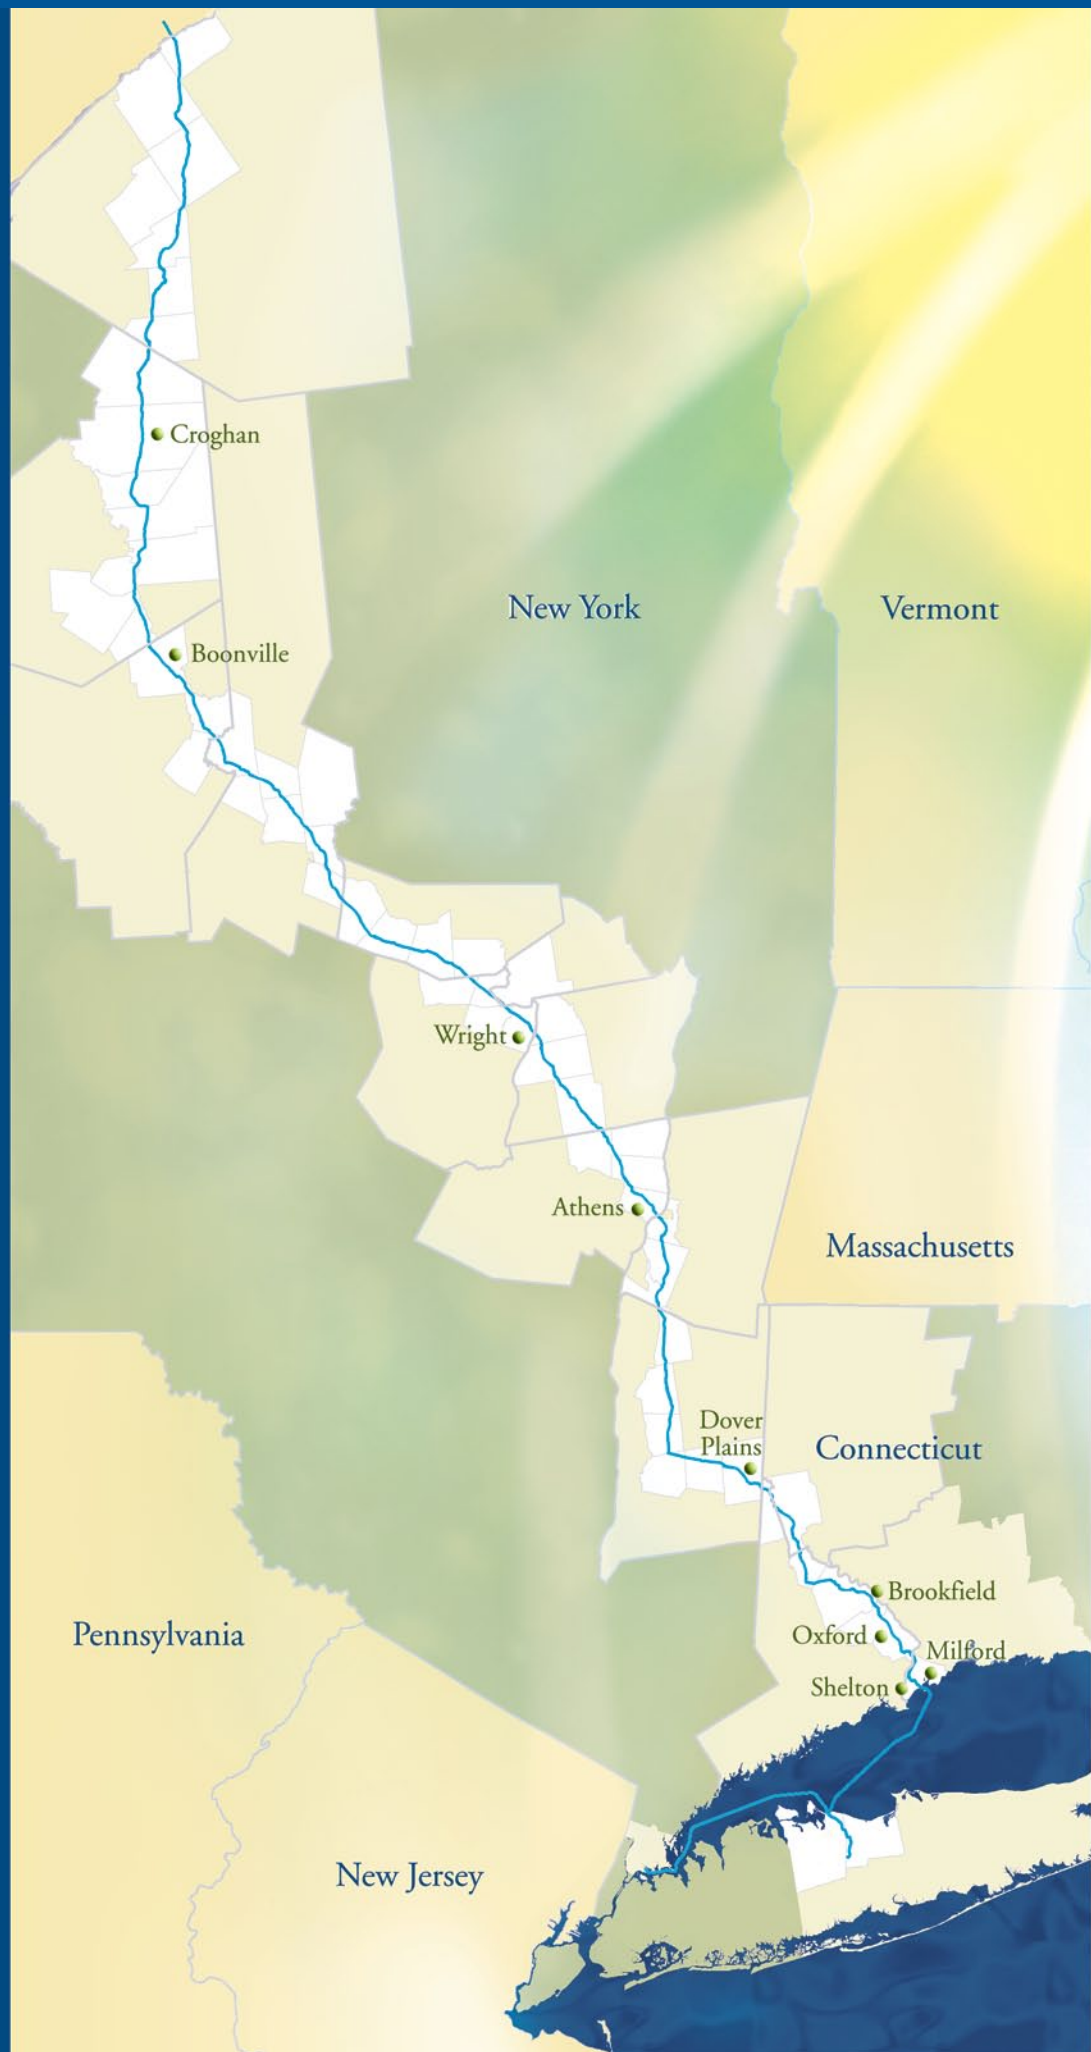 Croghan
New York
Vermont
Boonville
Wright
Athens
Massachusetts
Dover
Plains
Connecticut
Brookfield
Pennsylvania
Oxford
Milford
Shelton
New Jersey